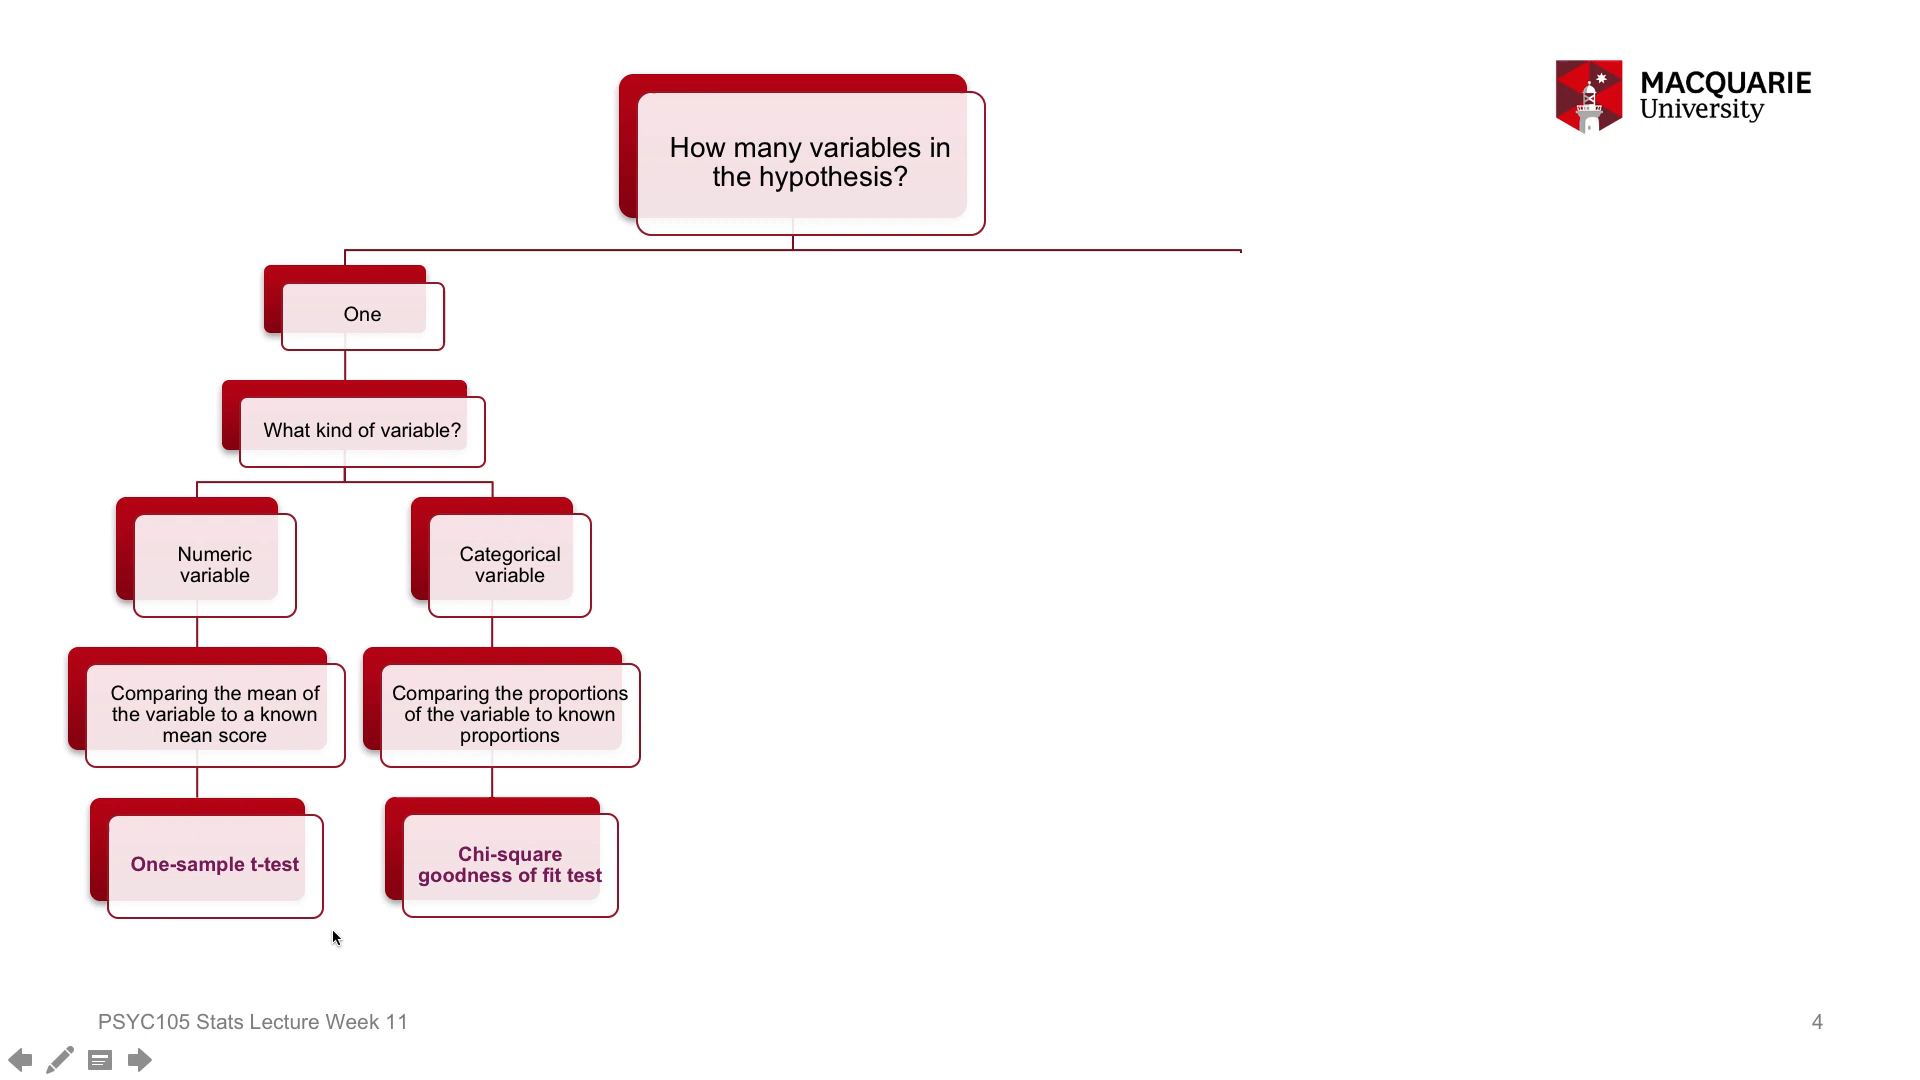 MACQUARIE
University
How many variables in
the hypothesis?
One
What kind of variable?
Numeric
variable
Categorical
variable
Comparing the mean of
the variable to a known
mean score
Comparing the proportions
of the variable to known
proportions
One-sample t-test
Chi-square
goodness of fit test
PSYC105 Stats Lecture Week 11
4